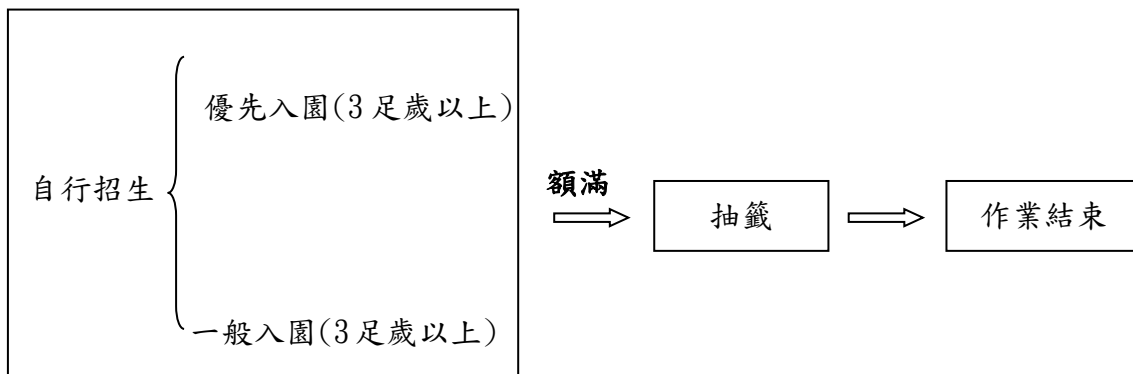 優先入園(3足歲以上)
自行招生
額滿
抽籤
作業結束
一般入園(3足歲以上)